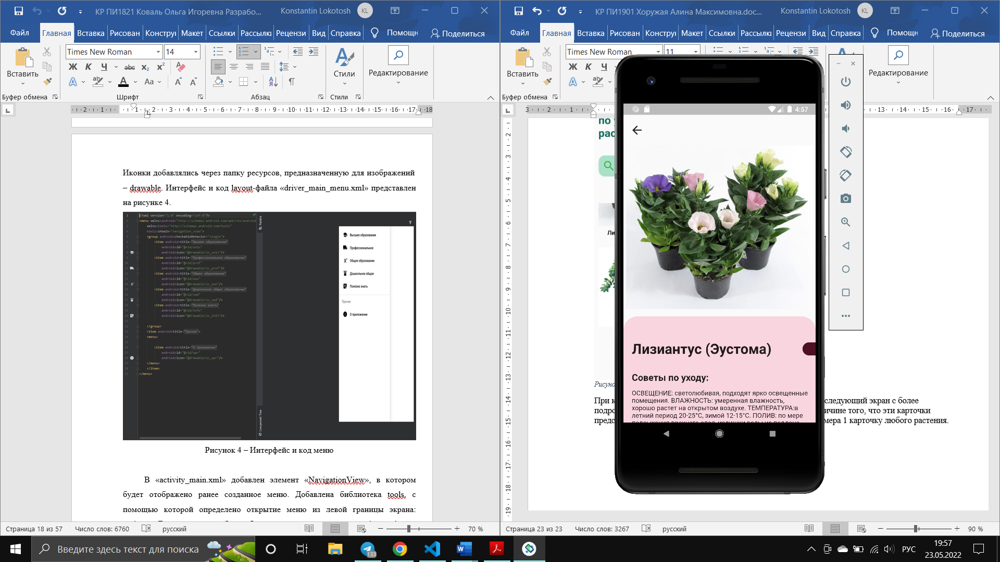 КР ПИ1821 Коваль Ольга Игоревна Разрабо...
Konstantin Lokotosh
KL
Файл
Главная
Вставка
Рисован
Конструк
Макет
Ссылки
Рассылки
Рецензи
Вид
Справка
Помощн
Поделиться
Вставить
Times New Roman
14
Стили
Редактирование
Буфер обмена
Шрифт
Абзац
Стили
Иконки добавлялись через папку ресурсов, предназначенную для изображений
– drawable. Интерфейс и код layout-файла «driver_main_menu.xml» представлен
на рисунке 4.
<?xml version="1.0" encoding="utf-8"?>
<menu xmlns:android="http://schemas.android.com/apk/res/android
xmlns:tools="http://schemas.android.com/tools"
tools:showIn="navigation_view">
<group android:checkableBehavior="single">
<item android:title="Высшее образование"
android:id="@+id/univ"
android:icon="@drawable/ic_univ"/>
<item android:title="Профессиональное образование"
android:id="@+id/prof"
android:icon="@drawable/ic_prof"/>
<item android:title="Общее образование"
android:id="@+id/ooo"
android:icon="@drawable/ic_ooo"/>
<item android:title="Дошкольное общее образование"
android:id="@+id/sad"
android:icon="@drawable/ic_sad"/>
<item android:title="Полезно знать"
android:id="@+id/info"
android:icon="@drawable/ic_info"/>
</group>
<item android:title="Прочее">
<menu>
<item android:title="О приложении"
android:id="@+id/opr"
android:icon="@drawable/ic_opr"/>
</menu>
</item>
</menu>
Palette
Component Tree
Высшее образование
Профессиональное
Общее образование
Дошкольное общее
Полезно знать
Прочее
О приложении
Рисунок 4 – Интерфейс и код меню
В «activity_main.xml» добавлен элемент «NavigationView», в котором
будет отображено ранее созданное меню. Добавлена библиотека tools, с
помощью которой определено открытие меню из левой границы экрана:
Страница 18 из 57
Число слов: 6760
русский
70 %
КР ПИ1901 Хоружая Алина Максимовна.doc...
Konstantin Lokotosh
KL
Файл
Главная
Вставка
Рисован
Конструк
Макет
Ссылки
Рассылки
Рецензи
Вид
Справка
Помощн
Поделиться
Вставить
Times New Roman
11
Редактирование
Буфер обмена
по у
рас
Ли
4:57
Лизиантус (Эустома)
Советы по уходу:
ОСВЕЩЕНИЕ: светолюбивая, подходят ярко освещенные
помещения. ВЛАЖНОСТЬ: умеренная влажность,
хорошо растет на открытом воздухе. ТЕМПЕРАТУРА:в
летний период 20-25°С, зимой 12-15°С. ПОЛИВ: по мере
Рисуно
При к следующий экран с более
подро ичине того, что эти карточки
предс мера 1 карточку любого растения.
Страница 23 из 23
Число слов: 3267
русский
90 %
Введите здесь текст для поиска
133
РУС
19:57
23.05.2022